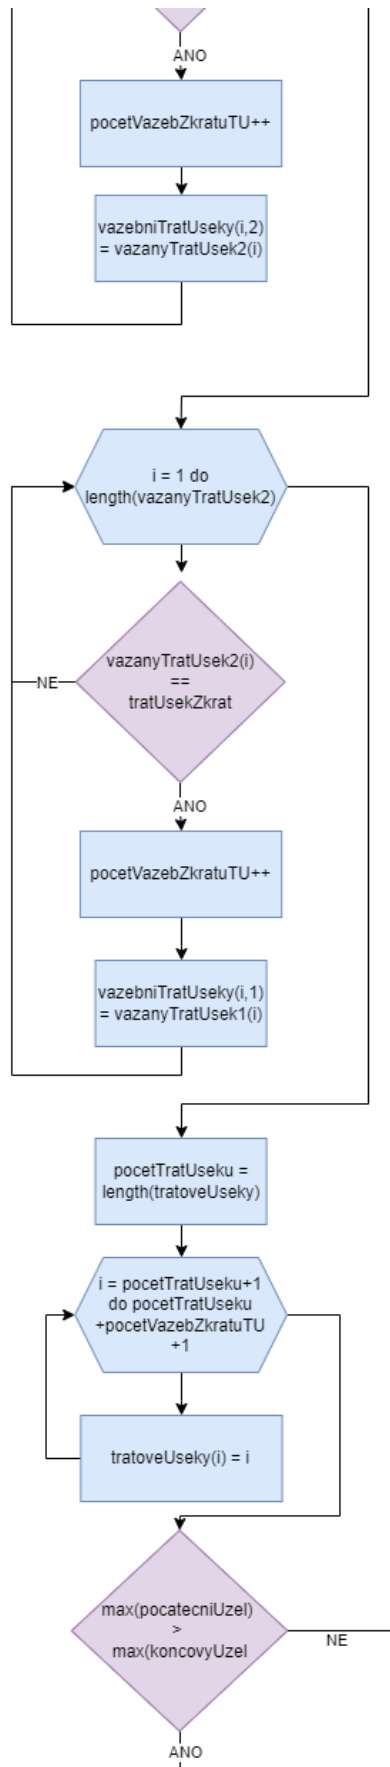 ANO
pocetVazebZkratuTU++
vazebniTratUseky(i,2)
= vazanyTratUsek2(i)
i = 1 do
length(vazanyTratUsek2)
vazanyTratUsek2(i)
==
tratUsekZkrat
NE
ANO
pocetVazebZkratuTU++
vazebniTratUseky(i,1)
= vazanyTratUsek1(i)
pocetTratUseku =
length(tratoveUseky)
i = pocetTratUseku+1
do pocetTratUseku
+pocetVazebZkratuTU
+1
tratoveUseky(i) = i
max(pocatecniUzel)
>
max(koncovyUzel
NE
ANO